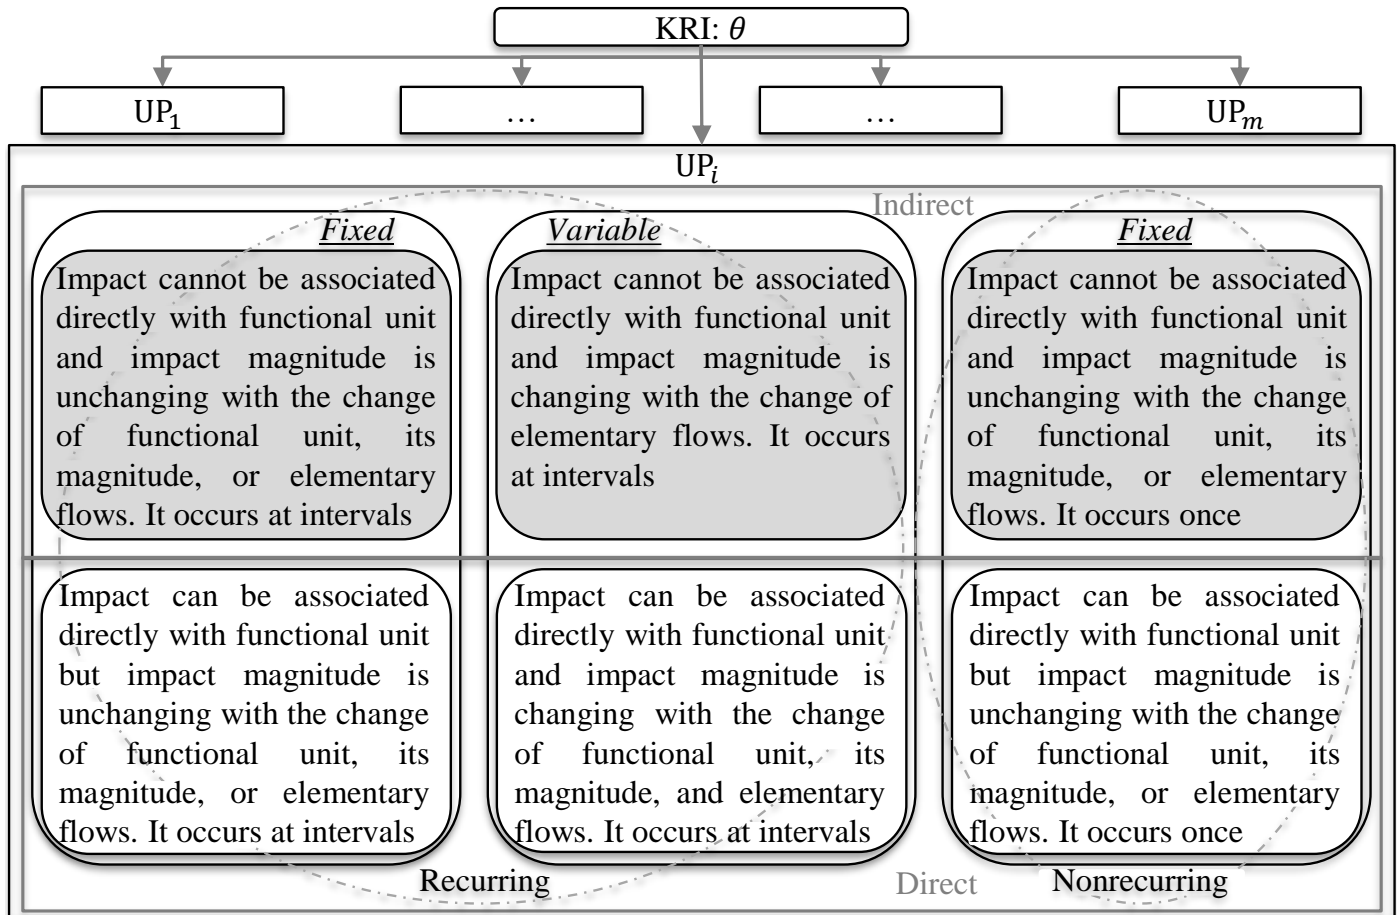 KRI: θ
UP₁
...
...
UPₘ
UPᵢ
Indirect
Fixed
Impact cannot be associated
directly with functional unit
and impact magnitude is
unchanging with the change
of functional unit, its
magnitude, or elementary
flows. It occurs at intervals
Variable
Impact cannot be associated
directly with functional unit
and impact magnitude is
changing with the change of
elementary flows. It occurs
at intervals
Fixed
Impact cannot be associated
directly with functional unit
and impact magnitude is
unchanging with the change
of functional unit, its
magnitude, or elementary
flows. It occurs once
Impact can be associated
directly with functional unit
but impact magnitude is
unchanging with the change
of functional unit, its
magnitude, or elementary
flows. It occurs at intervals
Impact can be associated
directly with functional unit
and impact magnitude is
changing with the change
of functional unit, its
magnitude, and elementary
flows. It occurs at intervals
Impact can be associated
directly with functional unit
but impact magnitude is
unchanging with the change
of functional unit, its
magnitude, or elementary
flows. It occurs once
Recurring
Direct
Nonrecurring